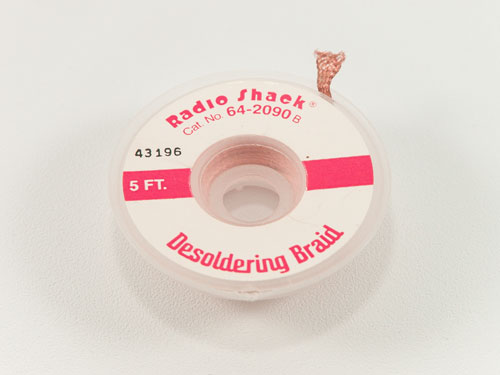 Radio Shack®
Cat. No. 64-2090 B
43196
5 FT.
Desoldering Braid